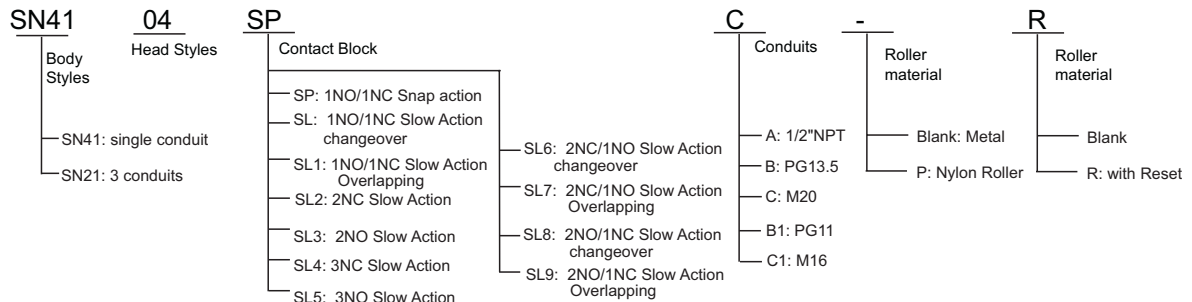 SN41 04 SP C - R
Body
Styles
Head Styles
Contact Block
Conduits
Roller
material
Roller
material
SN41: single conduit
SN21: 3 conduits
SP: 1NO/1NC Snap action
SL: 1NO/1NC Slow Action
changeover
SL1: 1NO/1NC Slow Action
Overlapping
SL2: 2NC Slow Action
SL3: 2NO Slow Action
SL4: 3NC Slow Action
SL5: 3NO Slow Action
SL6: 2NC/1NO Slow Action
changeover
SL7: 2NC/1NO Slow Action
Overlapping
SL8: 2NO/1NC Slow Action
changeover
SL9: 2NO/1NC Slow Action
Overlapping
A: 1/2"NPT
B: PG13.5
C: M20
B1: PG11
C1: M16
Blank: Metal
P: Nylon Roller
Blank
R: with Reset